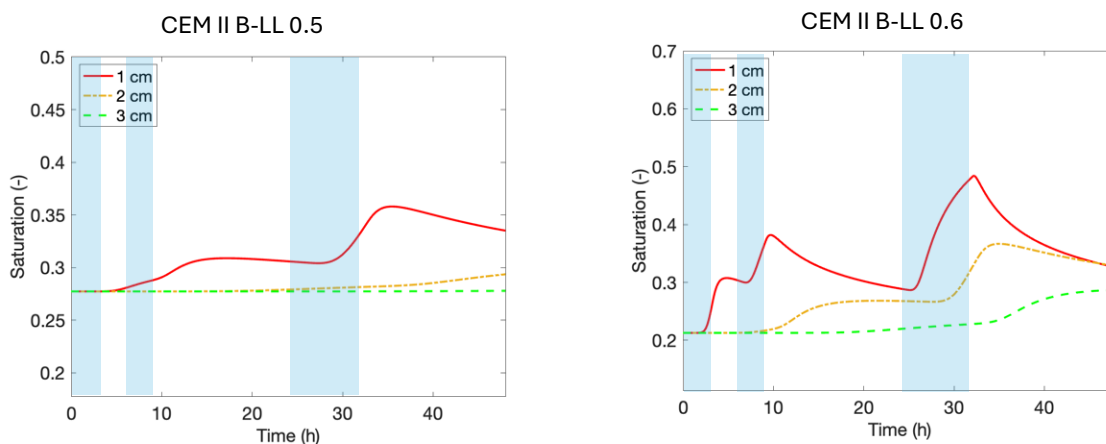 CEM II B-LL 0.5
0.5
0.45
0.4
0.35
0.3
0.25
0.2
1 cm
2 cm
3 cm
Saturation (-)
0 10 20 30 40
Time (h)
CEM II B-LL 0.6
0.7
0.6
0.5
0.4
0.3
0.2
1 cm
2 cm
3 cm
Saturation (-)
0 10 20 30 40
Time (h)